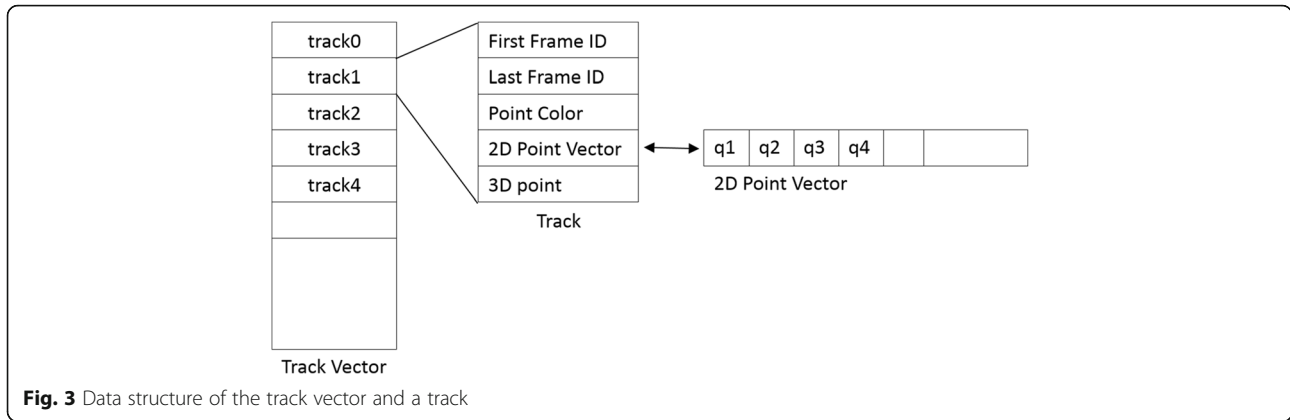 track0
track1
track2
track3
track4
Track Vector
First Frame ID
Last Frame ID
Point Color
2D Point Vector
3D point
Track
q1 q2 q3 q4
2D Point Vector
Fig. 3 Data structure of the track vector and a track